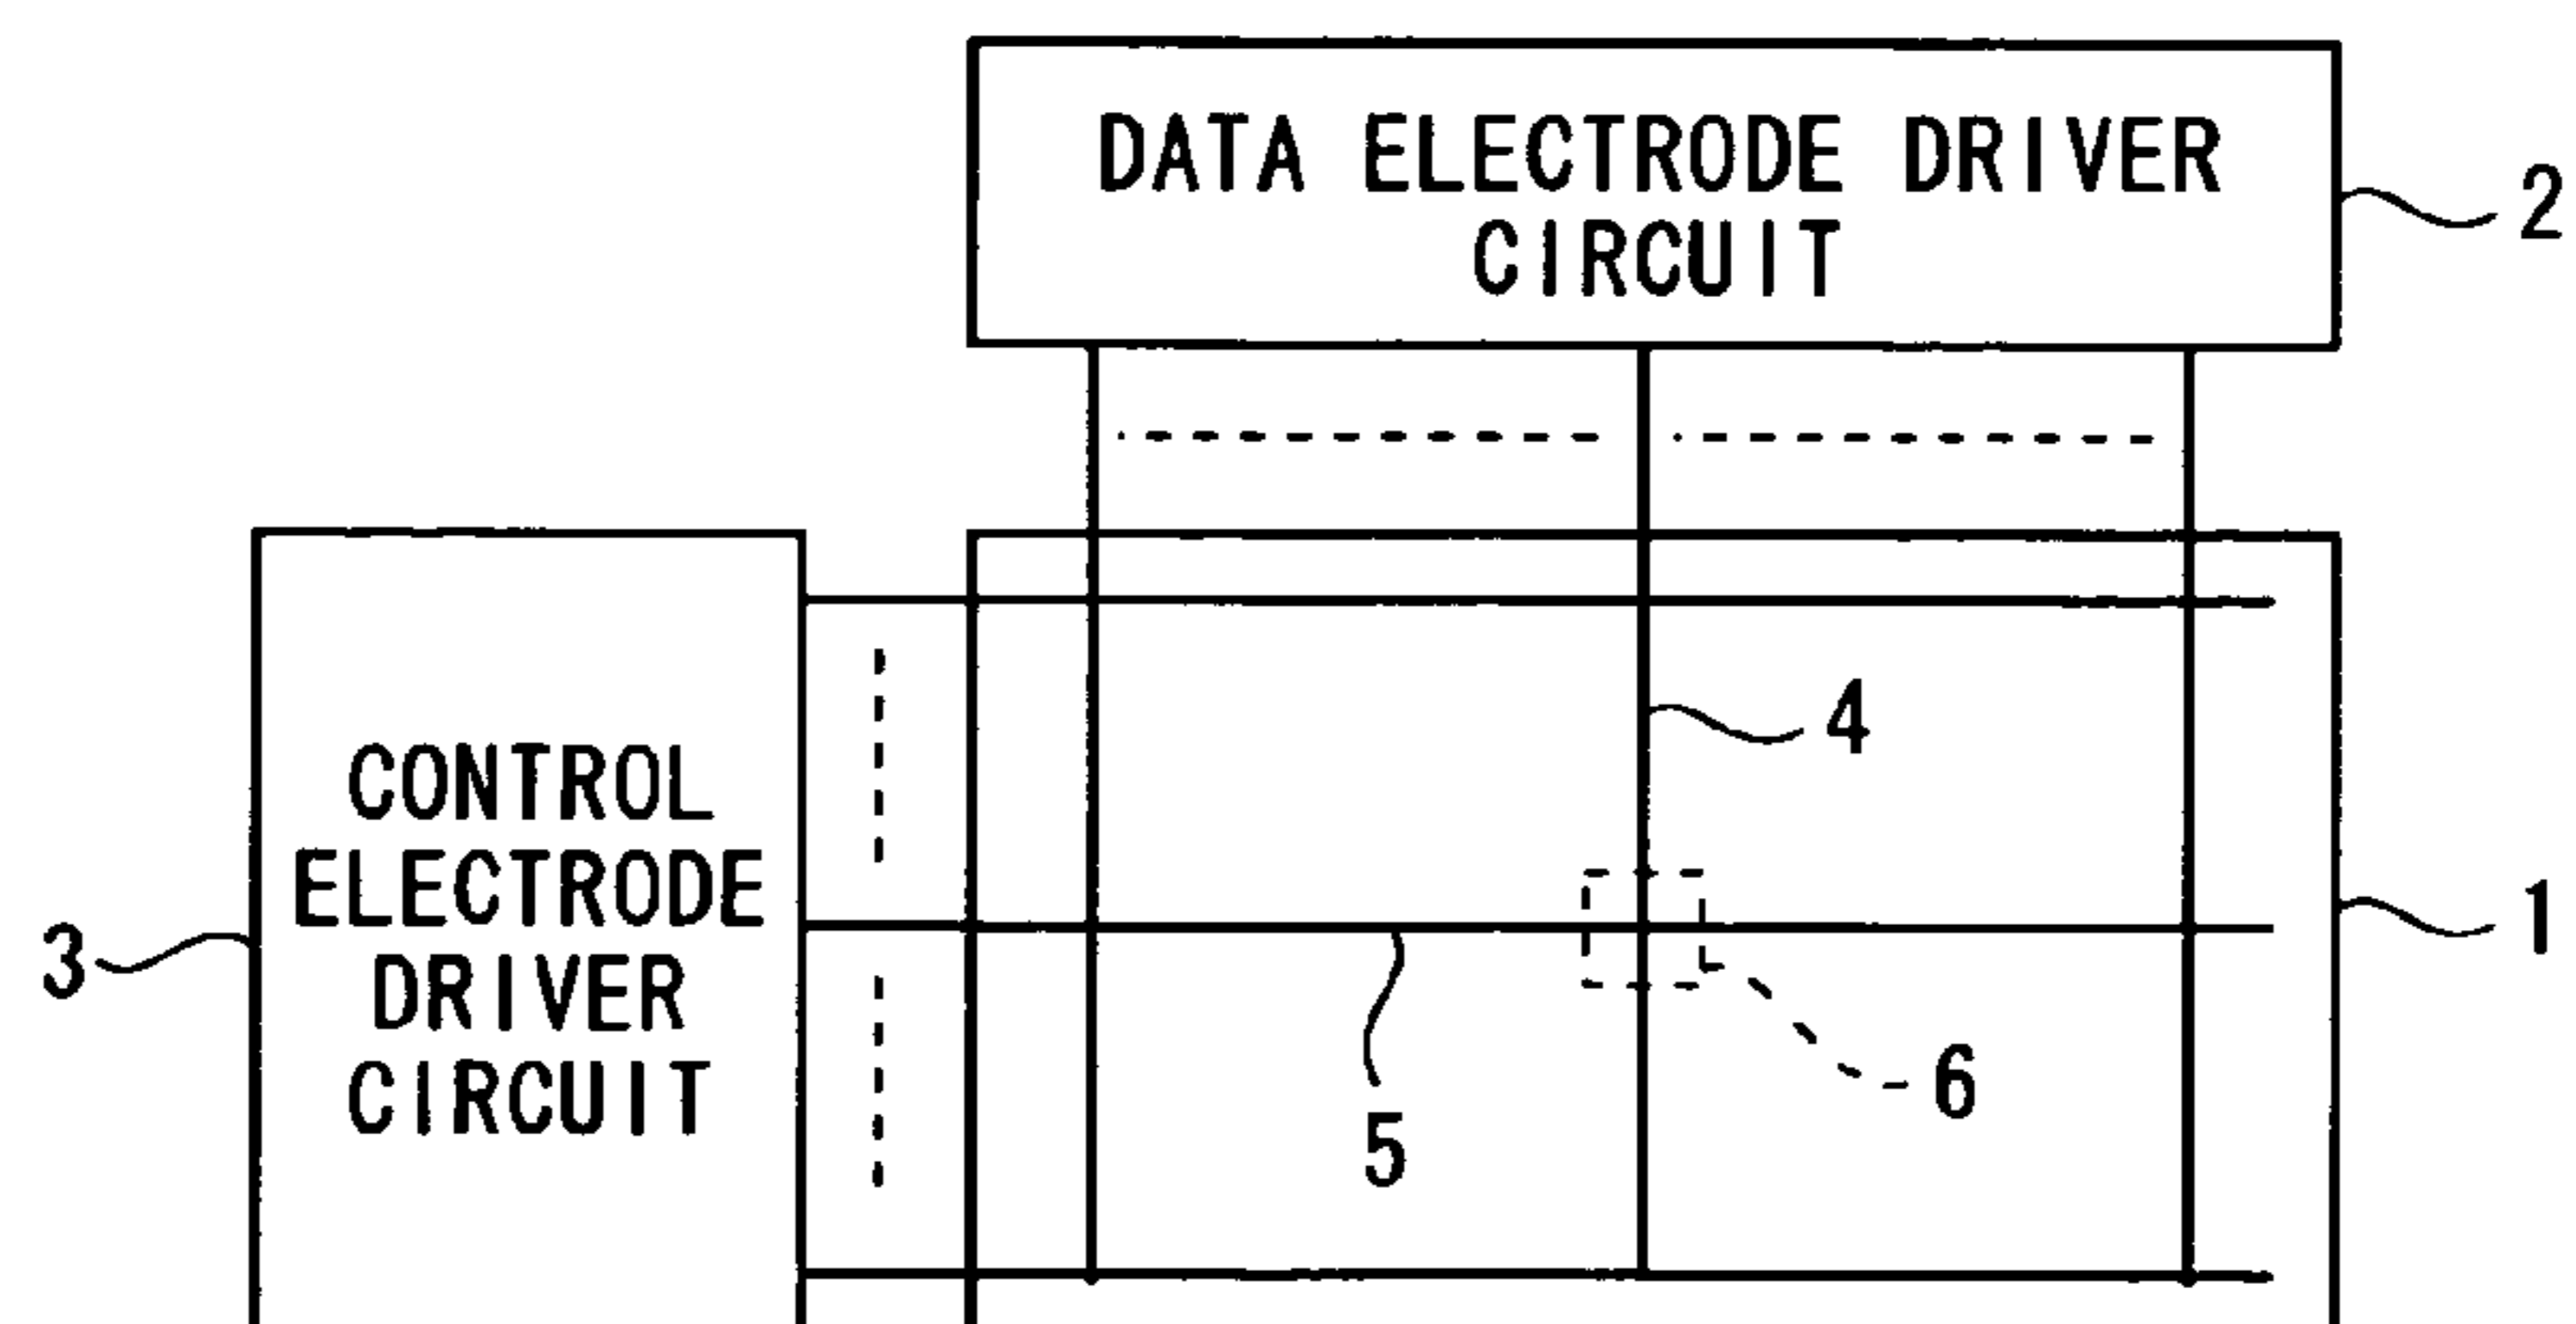 DATA ELECTRODE DRIVER
CIRCUIT
2
4
CONTROL
ELECTRODE
DRIVER
CIRCUIT
3
1
6
5